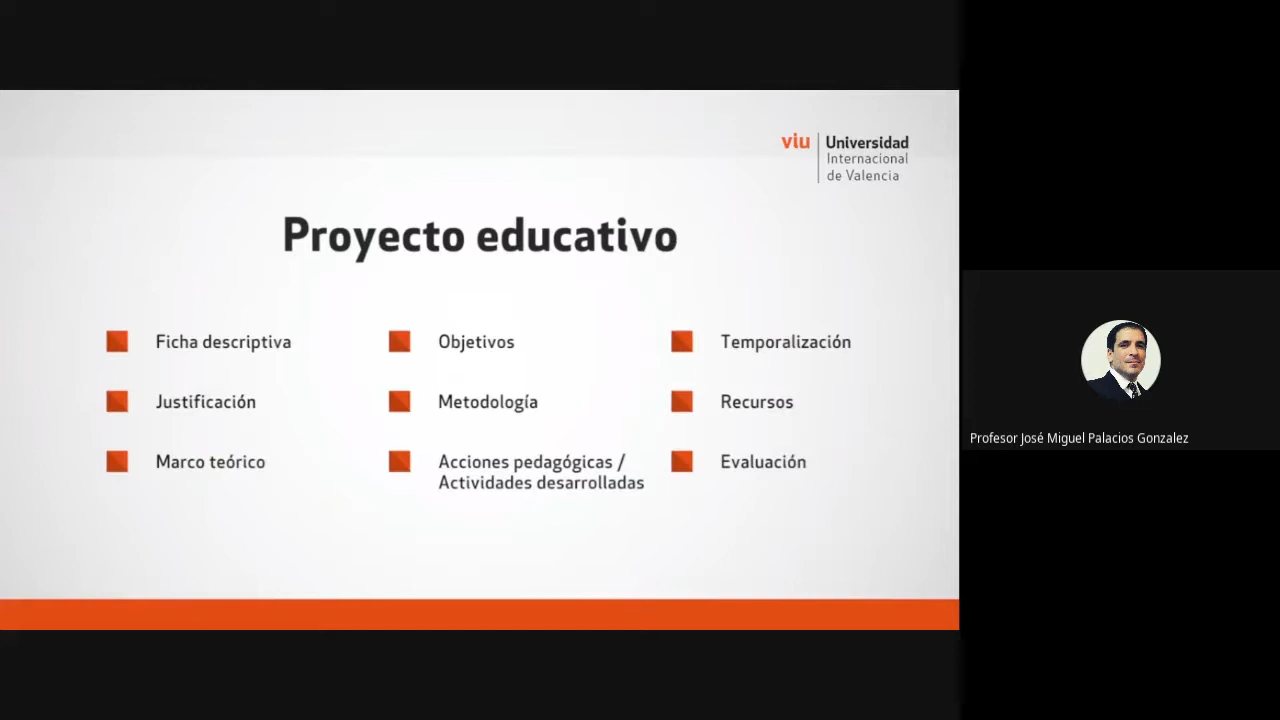 viu
Universidad
Internacional
de Valencia
Proyecto educativo
Ficha descriptiva
Justificación
Marco teórico
Objetivos
Metodología
Acciones pedagógicas /
Actividades desarrolladas
Temporalización
Recursos
Evaluación
Profesor José Miguel Palacios Gonzalez